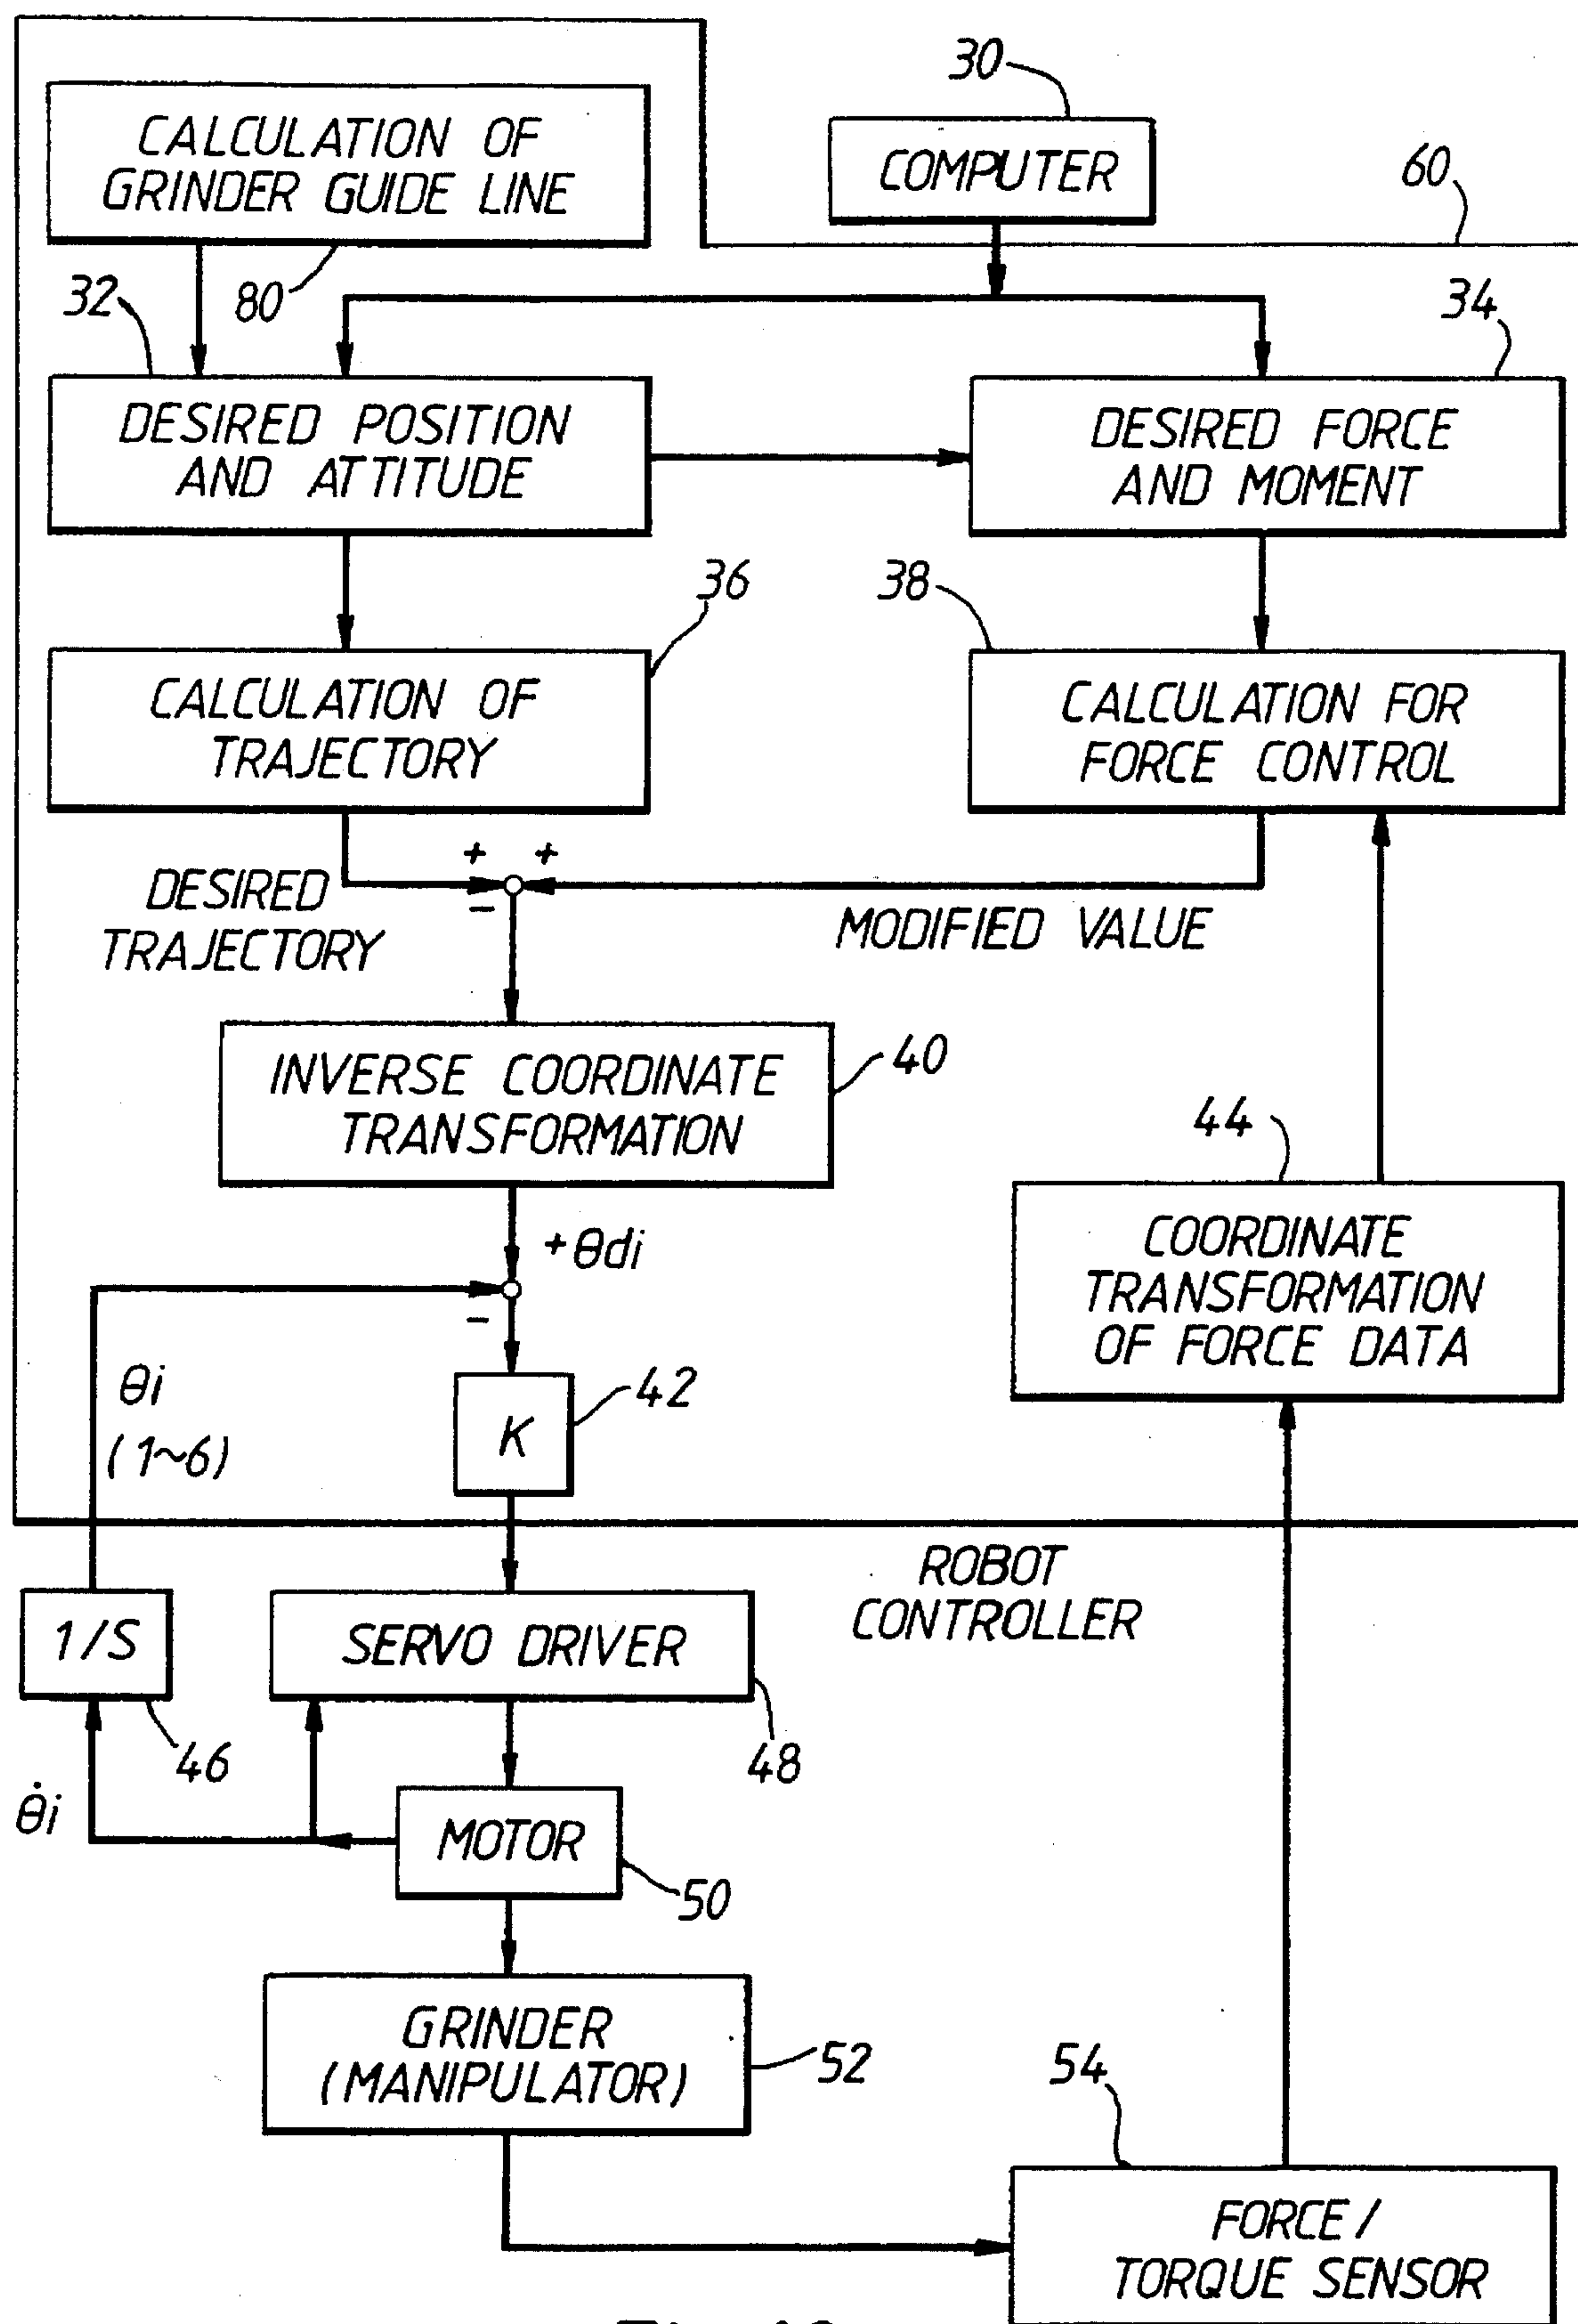 30
CALCULATION OF
GRINDER GUIDE LINE
COMPUTER
60
32
80
34
DESIRED POSITION
AND ATTITUDE
DESIRED FORCE
AND MOMENT
36
38
CALCULATION OF
TRAJECTORY
CALCULATION FOR
FORCE CONTROL
+ +
−
DESIRED
TRAJECTORY
MODIFIED VALUE
INVERSE COORDINATE
TRANSFORMATION
40
44
+θdi
−
COORDINATE
TRANSFORMATION
OF FORCE DATA
θi
(1~6)
42
K
ROBOT
CONTROLLER
1/S
SERVO DRIVER
46
48
θ̇i
MOTOR
50
GRINDER
(MANIPULATOR)
52
54
FORCE/
TORQUE SENSOR